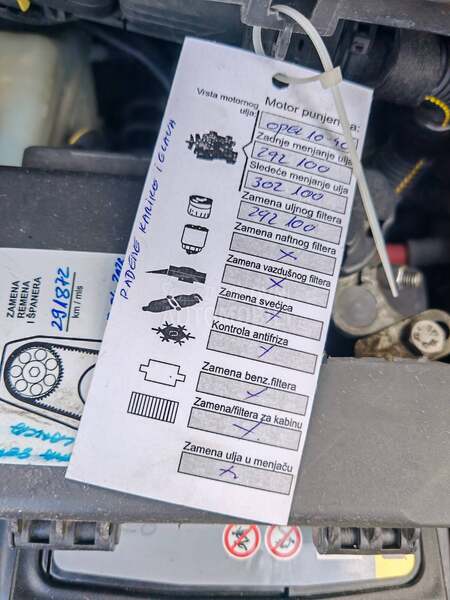 Motor punjen sa:
Vrsta motornog
ulja:
OPEL 10-40
Zadnje menjanje ulja
292 100
Sledeće menjanje ulja
302 100
Zamena uljnog filtera
292 100
Zamena naftnog filtera
x
Zamena vazdušnog filtera
x
Zamena svećica
x
Kontrola antifriza
x
Zamena benz.filtera
x
Zamena/filtera za kabinu
x
Zamena ulja u menjaču
x
RAĐENE KARIKE I GLAVA
ZAMENA
REMENA
I ŠPANERA
291872
km / mls